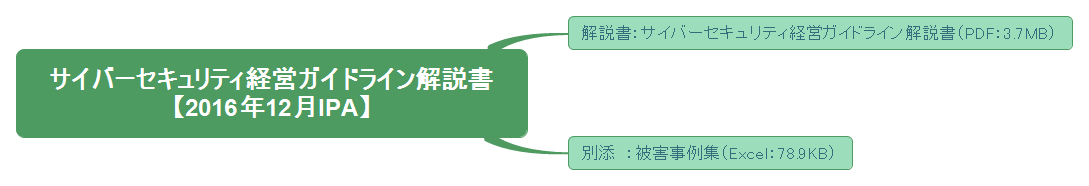 サイバーセキュリティ経営ガイドライン解説書
【2016年12月IPA】
解説書：サイバーセキュリティ経営ガイドライン解説書（PDF：3.7MB）
別添　：被害事例集（Excel：78.9KB）